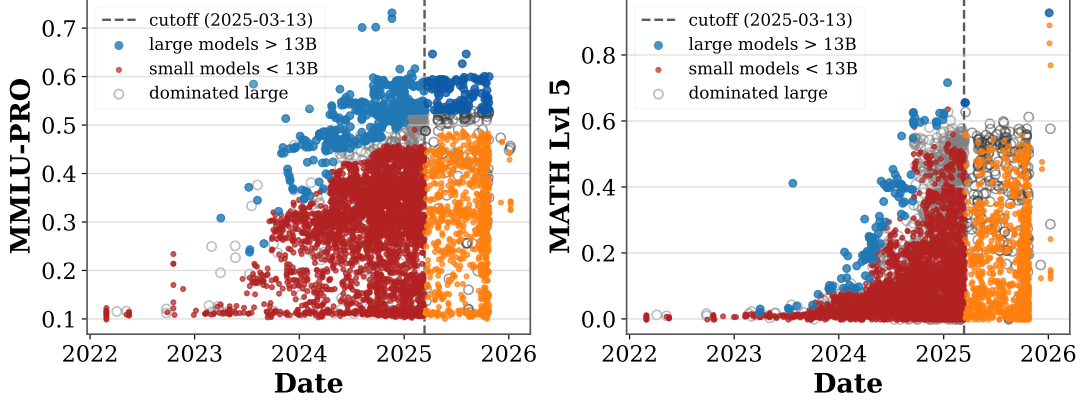 MMLU-PRO
0.7
0.6
0.5
0.4
0.3
0.2
0.1
cutoff (2025-03-13)
large models > 13B
small models < 13B
dominated large
2022
2023
2024
2025
2026
Date
MATH Lvl 5
0.8
0.6
0.4
0.2
0.0
cutoff (2025-03-13)
large models > 13B
small models < 13B
dominated large
2022
2023
2024
2025
2026
Date